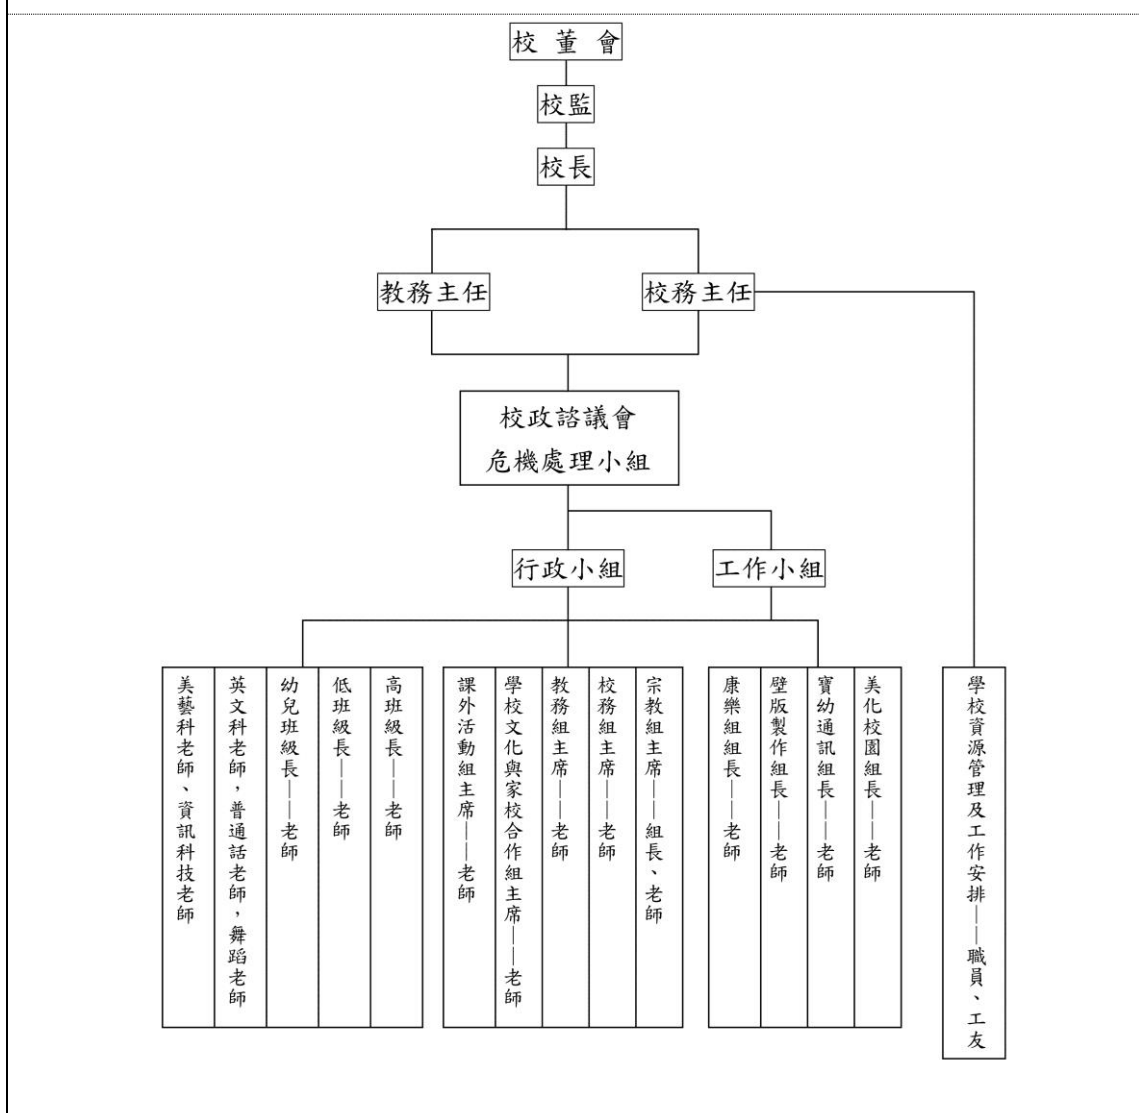 校董會
校監
校長
教務主任
校務主任
校政諮議會
危機處理小組
行政小組
工作小組
美藝科老師、資訊科技老師
英文科老師，普通話老師，舞蹈老師
幼兒班級長——老師
低班級長——老師
高班級長——老師
課外活動組主席——老師
學校文化與家校合作組主席——老師
教務組主席——老師
校務組主席——老師
宗教組主席——組長、老師
康樂組組長——老師
壁版製作組長——老師
寶幼通訊組長——老師
美化校園組長——老師
學校資源管理及工作安排——職員、工友